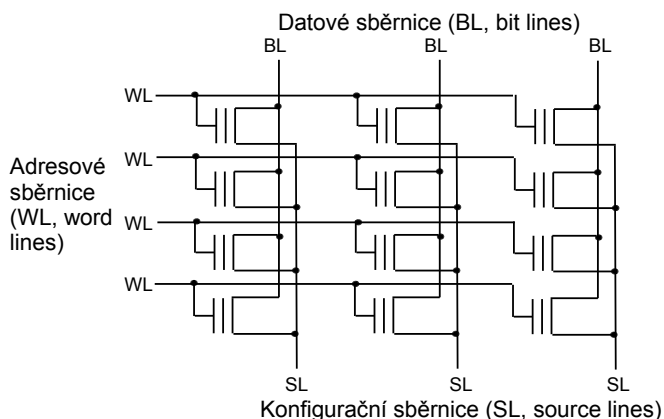 Datové sběrnice (BL, bit lines)
BL BL BL
WL
WL
Adresové
sběrnice
(WL, word
lines)
WL
WL
SL SL SL
Konfigurační sběrnice (SL, source lines)